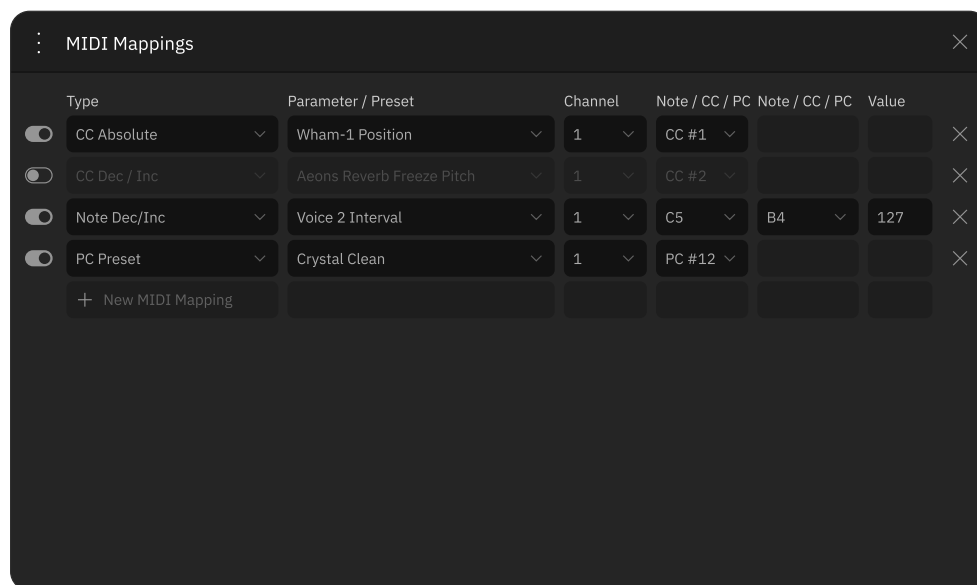 MIDI Mappings
Type Parameter / Preset Channel Note / CC / PC Note / CC / PC Value
CC Absolute Wham-1 Position 1 CC #1
CC Dec / Inc Aeons Reverb Freeze Pitch 1 CC #2
Note Dec/Inc Voice 2 Interval 1 C5 B4 127
PC Preset Crystal Clean 1 PC #12
+ New MIDI Mapping